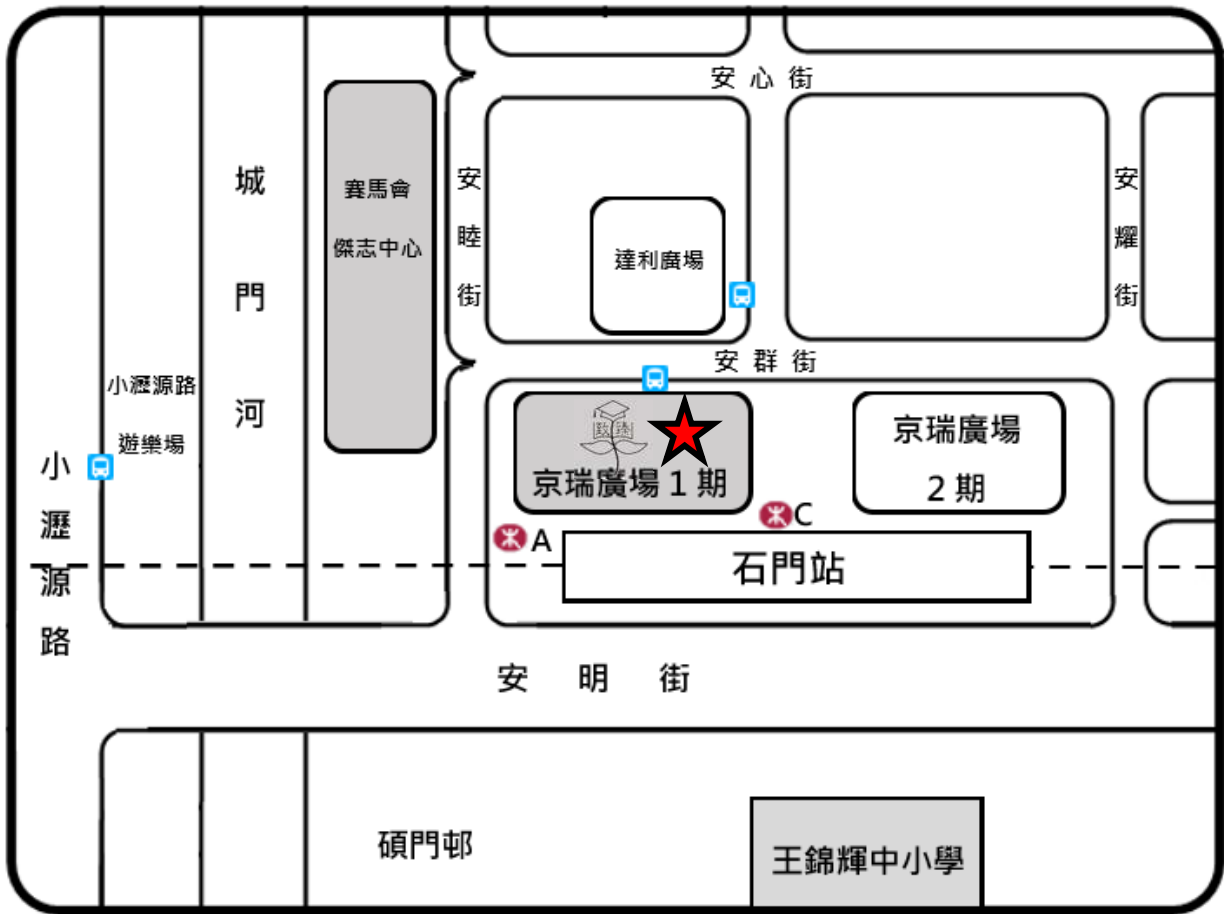 安心街
城門河
賽馬會
傑志中心
安睦街
安耀街
達利廣場
安群街
小瀝源路
遊樂場
小瀝源路
啟臻
京瑞廣場1期
京瑞廣場
2期
A
C
石門站
安明街
碩門邨
王錦輝中小學